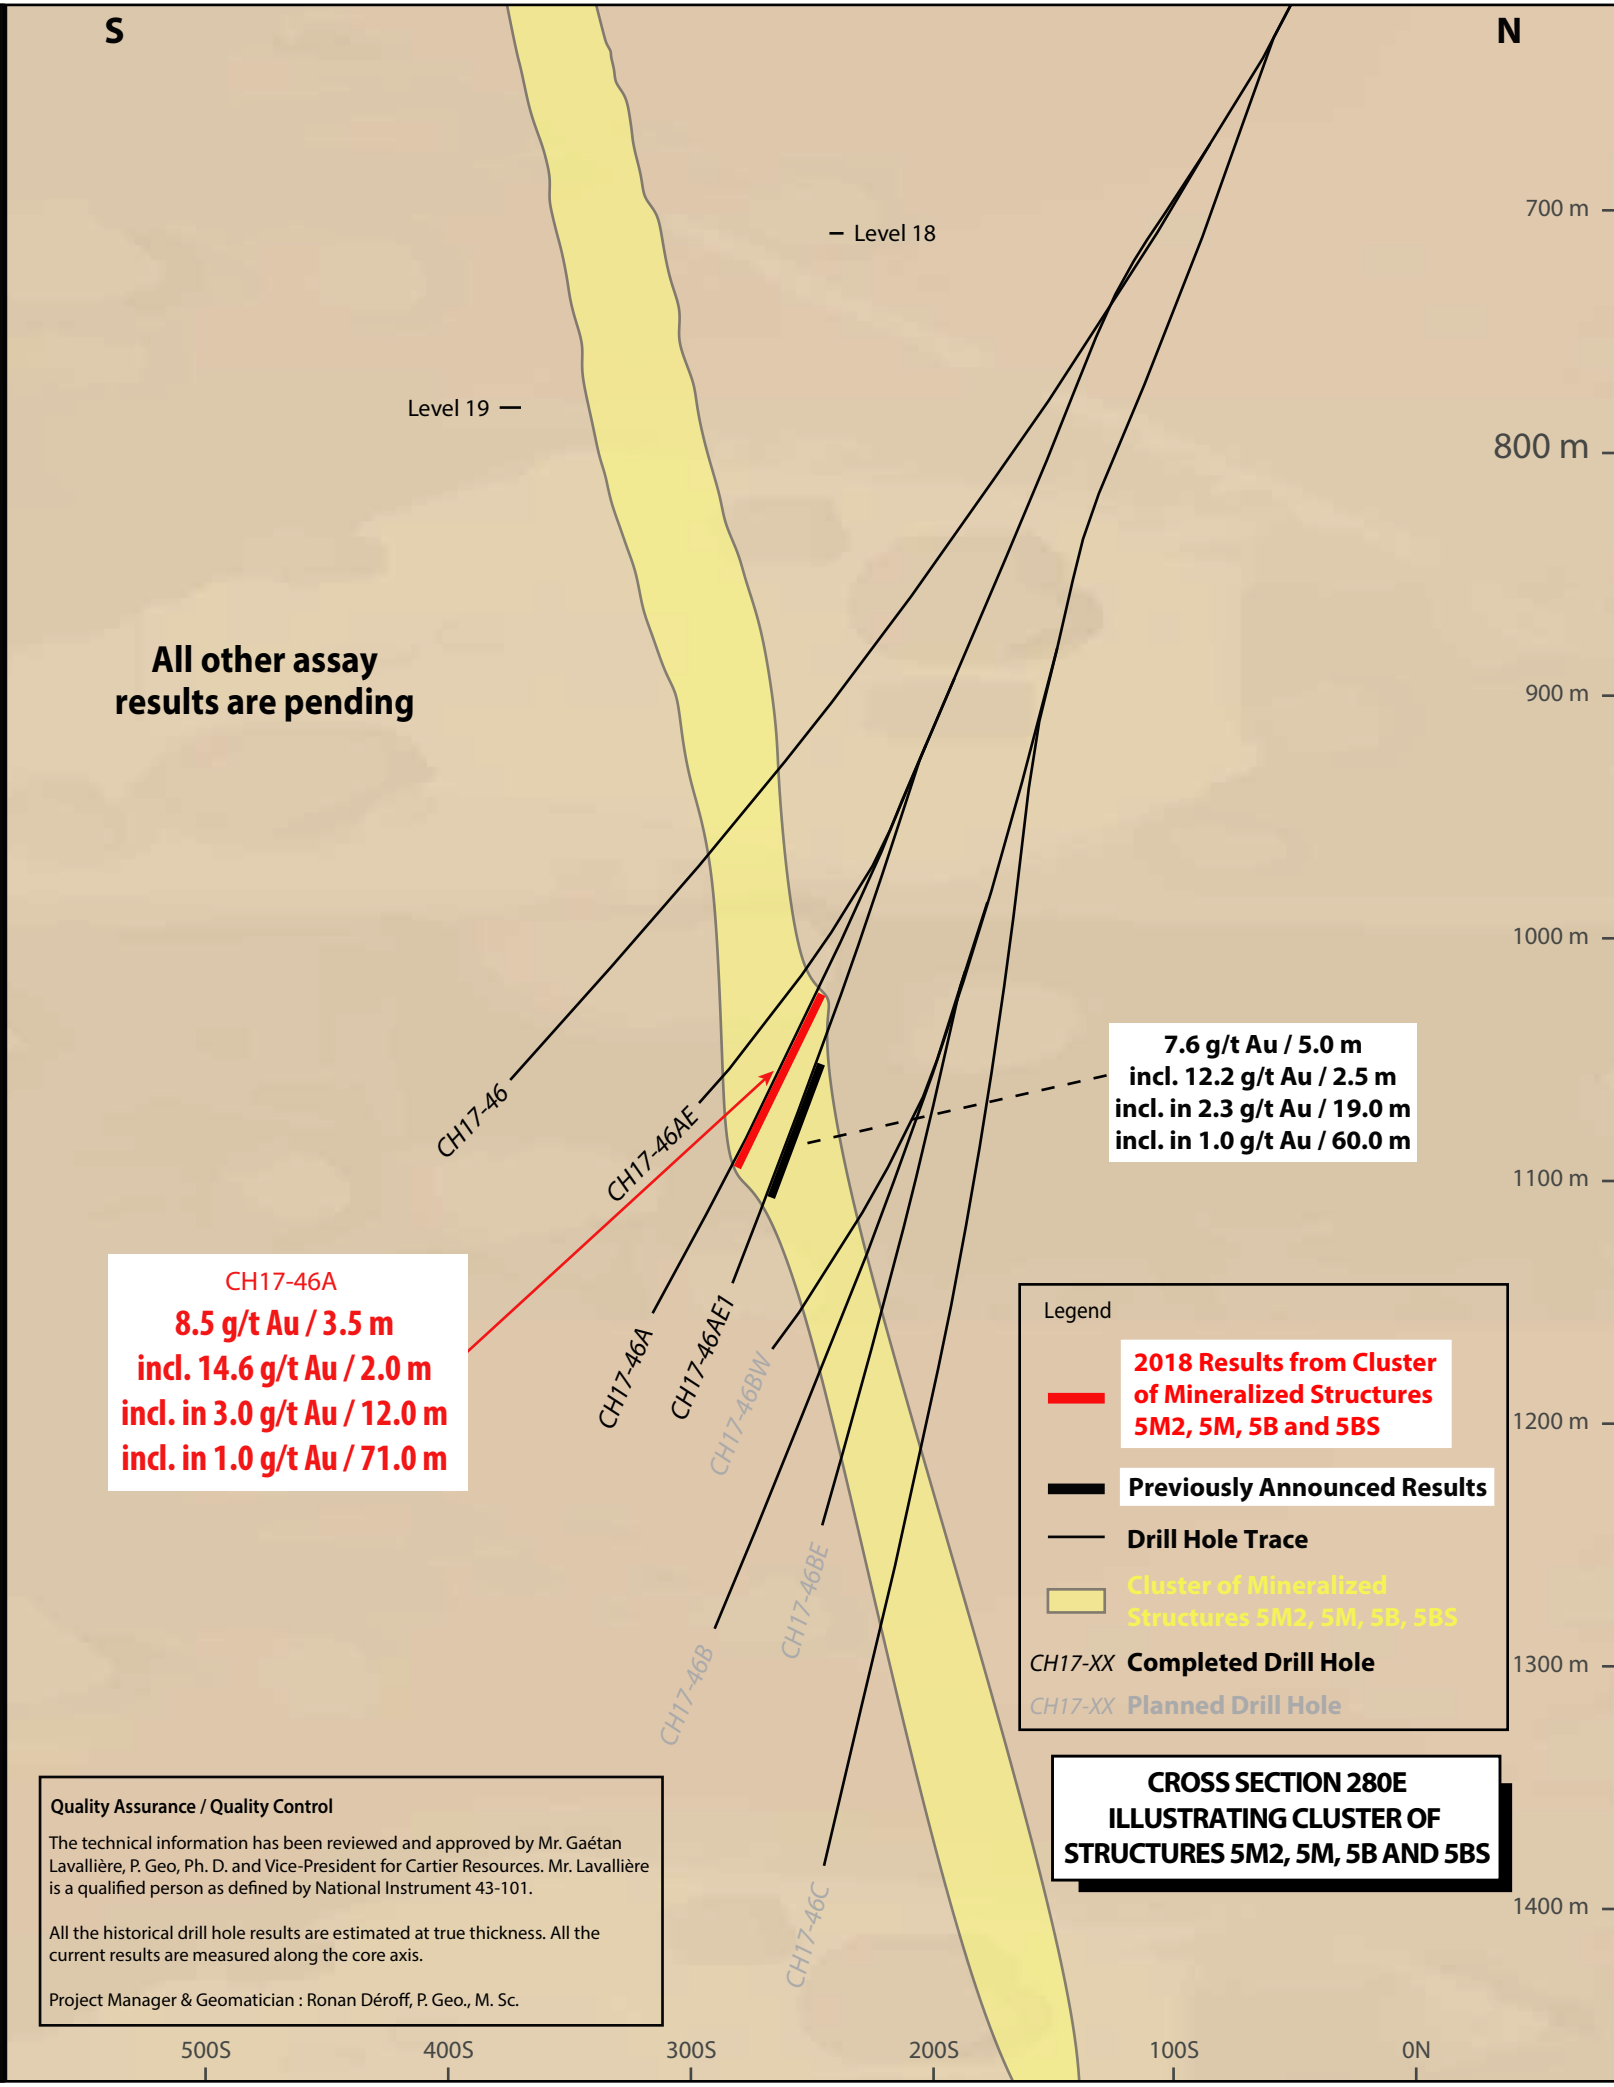 S
N
700 m
Level 18
Level 19
800 m
All other assay
results are pending
900 m
1000 m
7.6 g/t Au / 5.0 m
incl. 12.2 g/t Au / 2.5 m
incl. in 2.3 g/t Au / 19.0 m
incl. in 1.0 g/t Au / 60.0 m
CH17-46
CH17-46AE
1100 m
CH17-46A
8.5 g/t Au / 3.5 m
incl. 14.6 g/t Au / 2.0 m
incl. in 3.0 g/t Au / 12.0 m
incl. in 1.0 g/t Au / 71.0 m
CH17-46A
CH17-46AE1
CH17-46BW
CH17-46BE
CH17-46B
CH17-46C
1200 m
1300 m
1400 m
Legend
2018 Results from Cluster
of Mineralized Structures
5M2, 5M, 5B and 5BS
Previously Announced Results
Drill Hole Trace
Cluster of Mineralized
Structures 5M2, 5M, 5B, 5BS
CH17-XX Completed Drill Hole
CH17-XX Planned Drill Hole
CROSS SECTION 280E
ILLUSTRATING CLUSTER OF
STRUCTURES 5M2, 5M, 5B AND 5BS
Quality Assurance / Quality Control
The technical information has been reviewed and approved by Mr. Gaétan
Lavallière, P. Geo, Ph. D. and Vice-President for Cartier Resources. Mr. Lavallière
is a qualified person as defined by National Instrument 43-101.
All the historical drill hole results are estimated at true thickness. All the
current results are measured along the core axis.
Project Manager & Geomatician : Ronan Déroff, P. Geo., M. Sc.
500S
400S
300S
200S
100S
0N